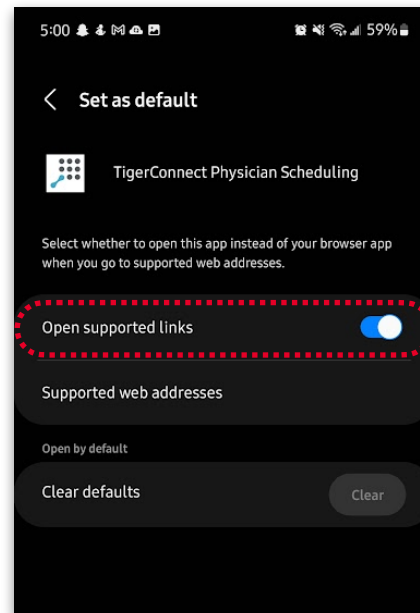 5:00 59%
Set as default
TigerConnect Physician Scheduling
Select whether to open this app instead of your browser app
when you go to supported web addresses.
Open supported links
Supported web addresses
Open by default
Clear defaults Clear